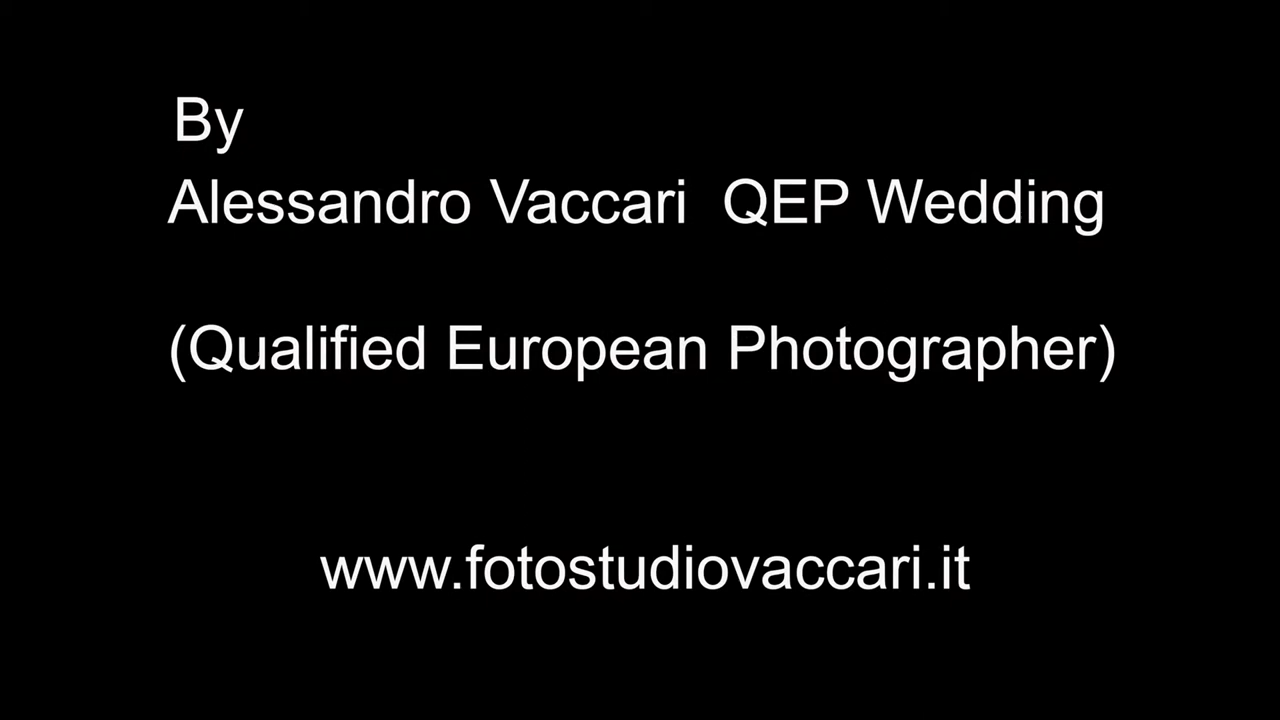 By
Alessandro Vaccari  QEP Wedding
(Qualified European Photographer)
www.fotostudiovaccari.it